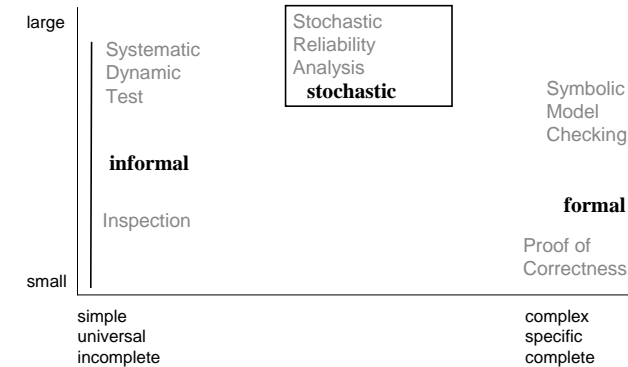 large
Systematic
Dynamic
Test
Stochastic
Reliability
Analysis
stochastic
Symbolic
Model
Checking
informal
formal
Inspection
Proof of
Correctness
small
simple
universal
incomplete
complex
specific
complete